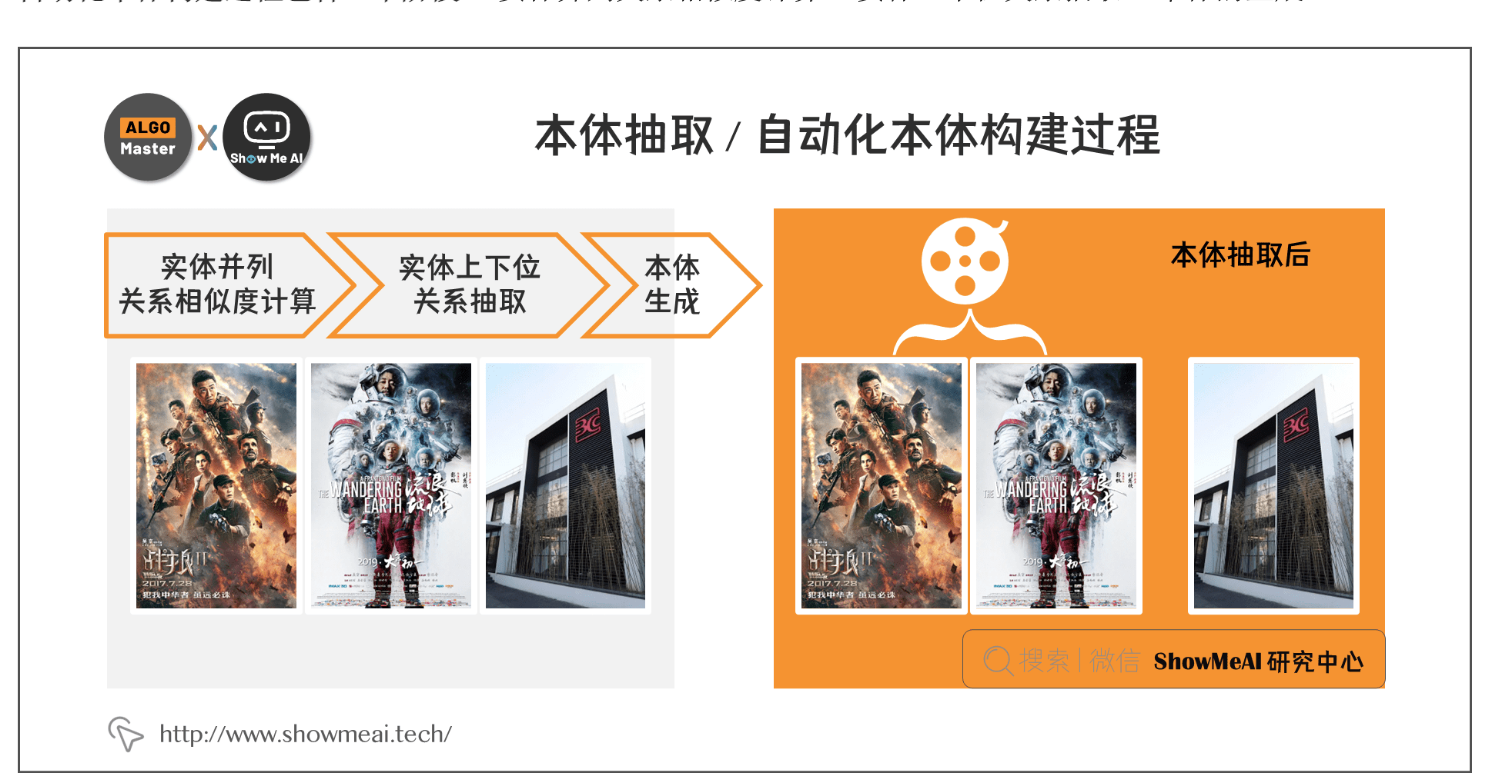 ALGO
Master
X
Show Me AI
本体抽取 / 自动化本体构建过程
实体并列
关系相似度计算
实体上下位
关系抽取
本体
生成
本体抽取后
THE WANDERING
EARTH
流浪
地球
2019·大年初一
战狼II
2017.7.28
犯我中华者 虽远必诛
THE WANDERING
EARTH
流浪
地球
2019·大年初一
战狼II
2017.7.28
犯我中华者 虽远必诛
搜索 | 微信 ShowMeAI 研究中心
http://www.showmeai.tech/